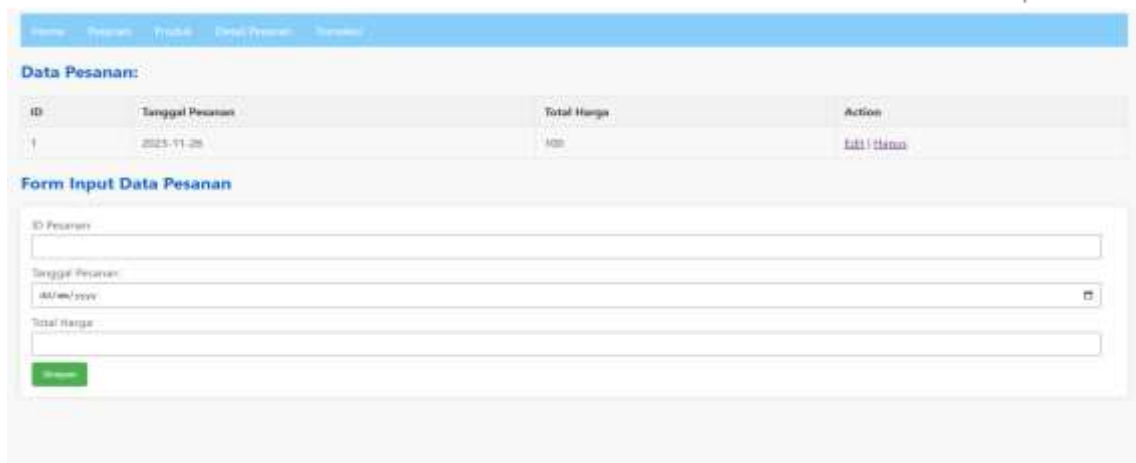 Home Pesanan Produk Detail Pesanan Transaksi
Data Pesanan:
ID Tanggal Pesanan Total Harga Action
1 2023-11-26 100 Edit | Hapus
Form Input Data Pesanan
ID Pesanan:
Tanggal Pesanan:
dd/mm/yyyy
Total Harga:
Simpan